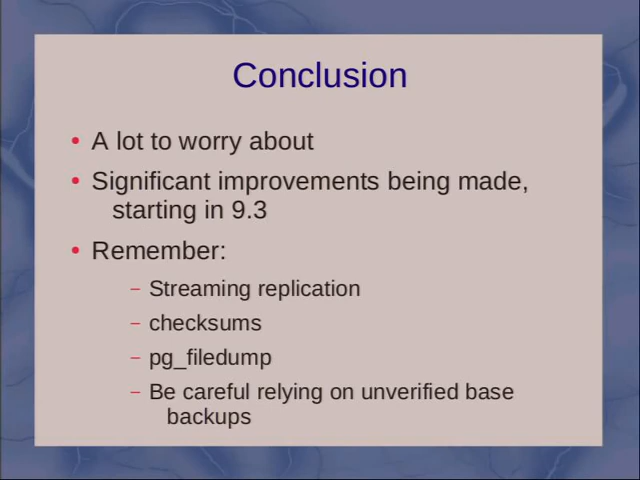 Conclusion
• A lot to worry about
• Significant improvements being made,
starting in 9.3
• Remember:
– Streaming replication
– checksums
– pg_filedump
– Be careful relying on unverified base
backups